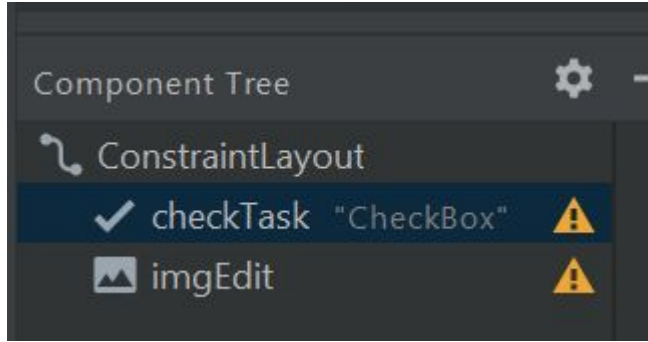 Component Tree
ConstraintLayout
checkTask "CheckBox"
imgEdit